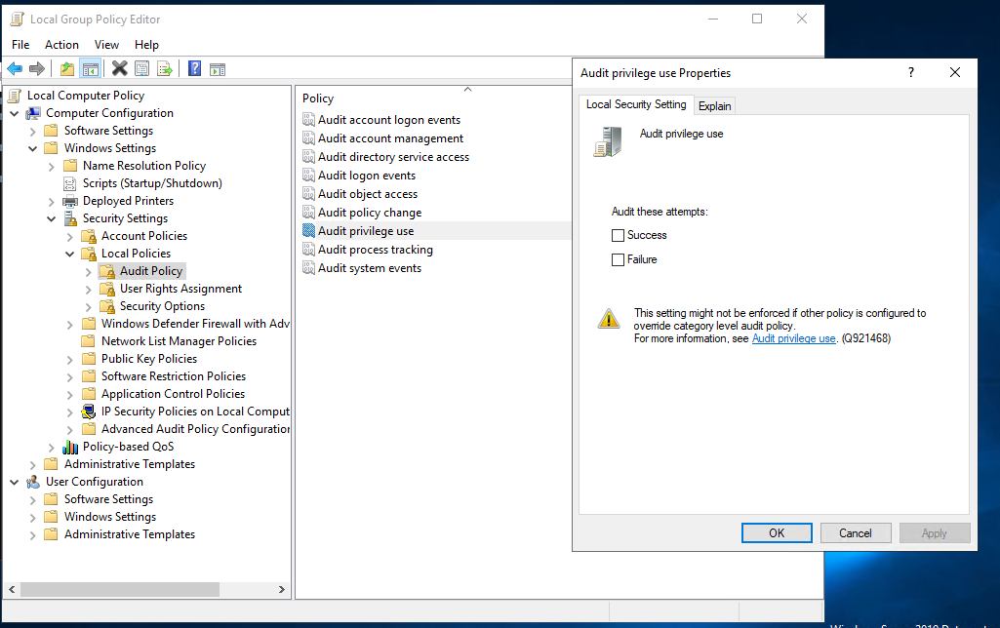 Local Group Policy Editor
File Action View Help
Local Computer Policy
Computer Configuration
Software Settings
Windows Settings
Name Resolution Policy
Scripts (Startup/Shutdown)
Deployed Printers
Security Settings
Account Policies
Local Policies
Audit Policy
User Rights Assignment
Security Options
Windows Defender Firewall with Adv
Network List Manager Policies
Public Key Policies
Software Restriction Policies
Application Control Policies
IP Security Policies on Local Comput
Advanced Audit Policy Configuration
Policy-based QoS
Administrative Templates
User Configuration
Software Settings
Windows Settings
Administrative Templates
Policy
Audit account logon events
Audit account management
Audit directory service access
Audit logon events
Audit object access
Audit policy change
Audit privilege use
Audit process tracking
Audit system events
Audit privilege use Properties
?
Local Security Setting Explain
Audit privilege use
Audit these attempts:
Success
Failure
This setting might not be enforced if other policy is configured to
override category level audit policy.
For more information, see Audit privilege use. (Q921468)
OK Cancel Apply